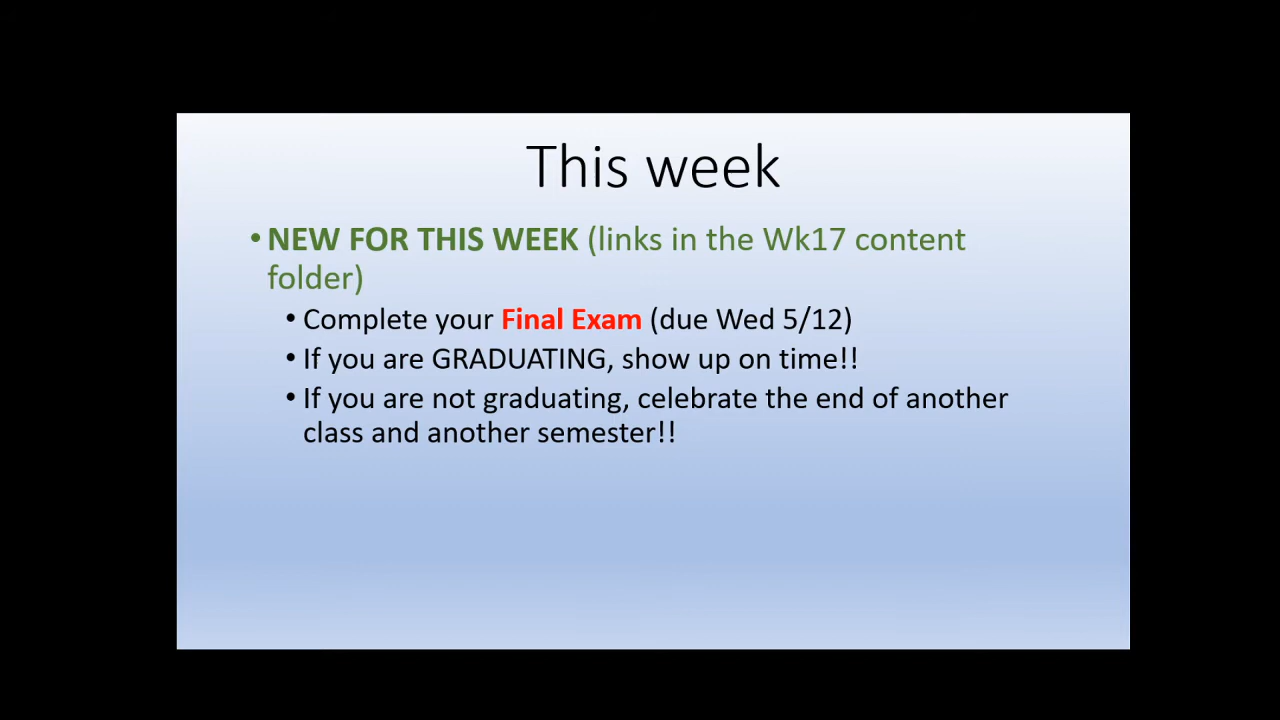 This week
• NEW FOR THIS WEEK (links in the Wk17 content
folder)
• Complete your Final Exam (due Wed 5/12)
• If you are GRADUATING, show up on time!!
• If you are not graduating, celebrate the end of another
class and another semester!!